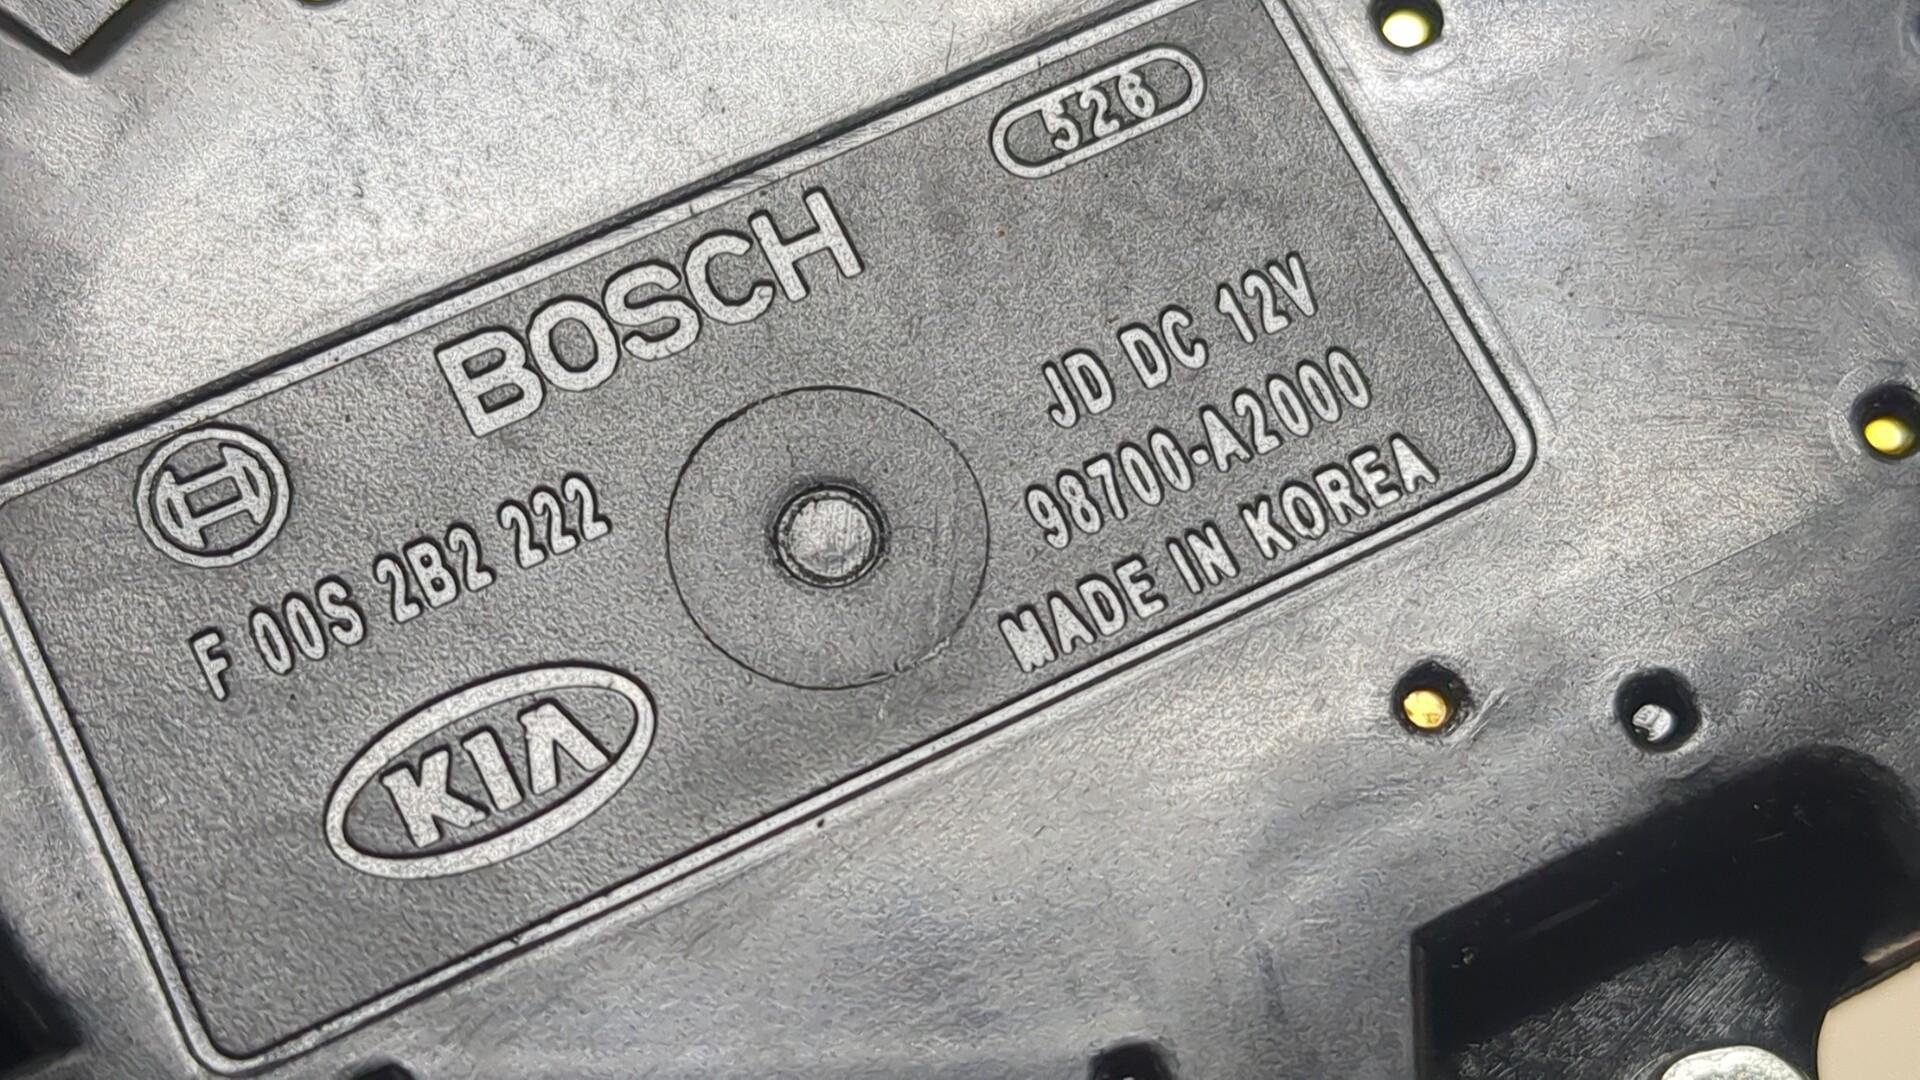 526
BOSCH
F 00S 2B2 222
KIA
JD DC 12V
98700-A2000
MADE IN KOREA